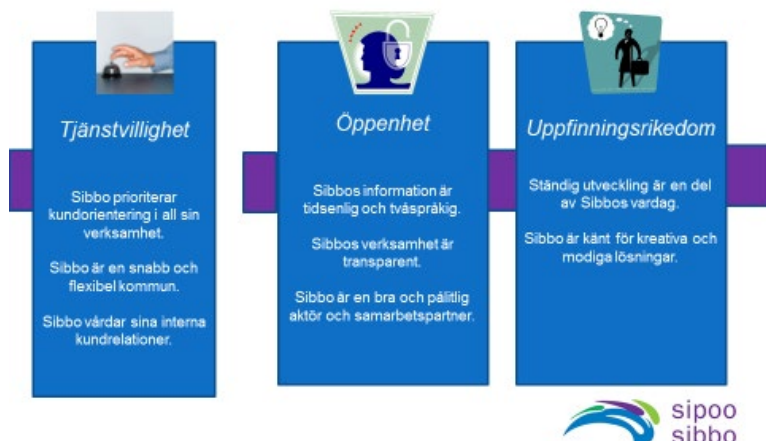 Tjänstvillighet
Sibbo prioriterar
kundorientering i all sin
verksamhet.
Sibbo är en snabb och
flexibel kommun.
Sibbo vårdar sina interna
kundrelationer.
Öppenhet
Sibbos information är
tidsenlig och tvåspråkig.
Sibbos verksamhet är
transparent.
Sibbo är en bra och pålitlig
aktör och samarbetspartner.
Uppfinningsrikedom
Ständig utveckling är en del
av Sibbos vardag.
Sibbo är känt för kreativa och
modiga lösningar.
sipoo
sibbo